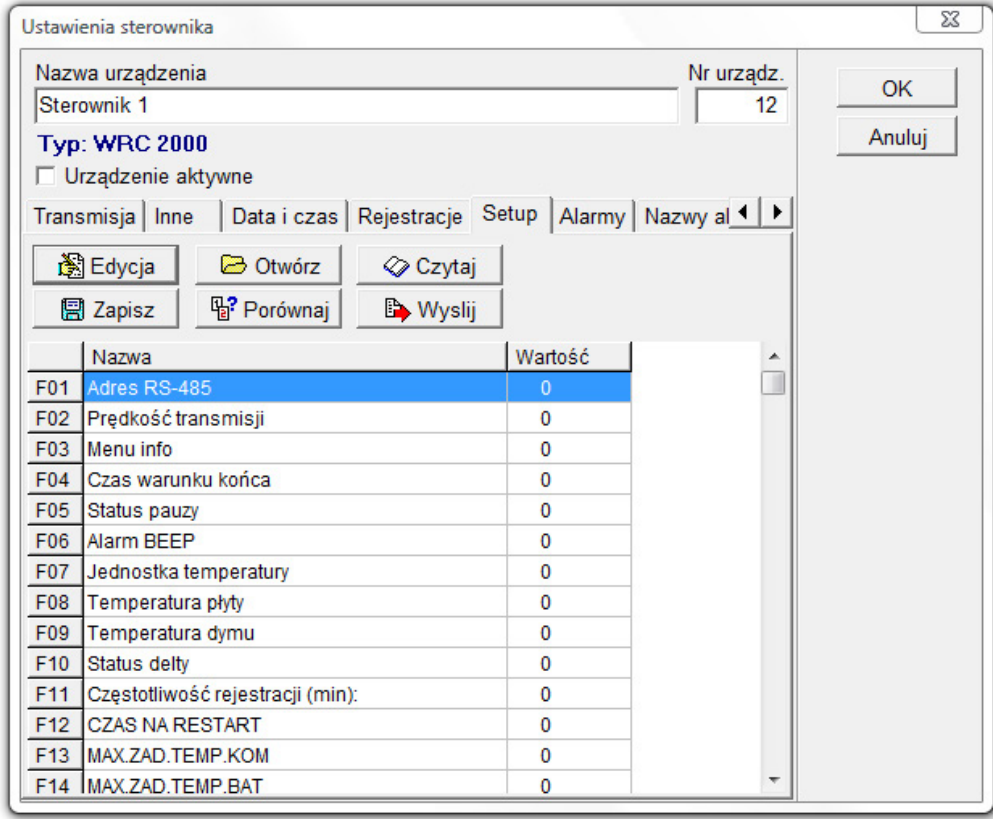 Ustawienia sterownika
Nazwa urządzenia Nr urządz.
Sterownik 1 12
Typ: WRC 2000
Urządzenie aktywne
Transmisja Inne Data i czas Rejestracje Setup Alarmy Nazwy al
Edycja Otwórz Czytaj
Zapisz Porównaj Wyslij
OK
Anuluj
Nazwa Wartość
F01 Adres RS-485 0
F02 Prędkość transmisji 0
F03 Menu info 0
F04 Czas warunku końca 0
F05 Status pauzy 0
F06 Alarm BEEP 0
F07 Jednostka temperatury 0
F08 Temperatura płyty 0
F09 Temperatura dymu 0
F10 Status delty 0
F11 Częstotliwość rejestracji (min): 0
F12 CZAS NA RESTART 0
F13 MAX.ZAD.TEMP.KOM 0
F14 MAX.ZAD.TEMP.BAT 0